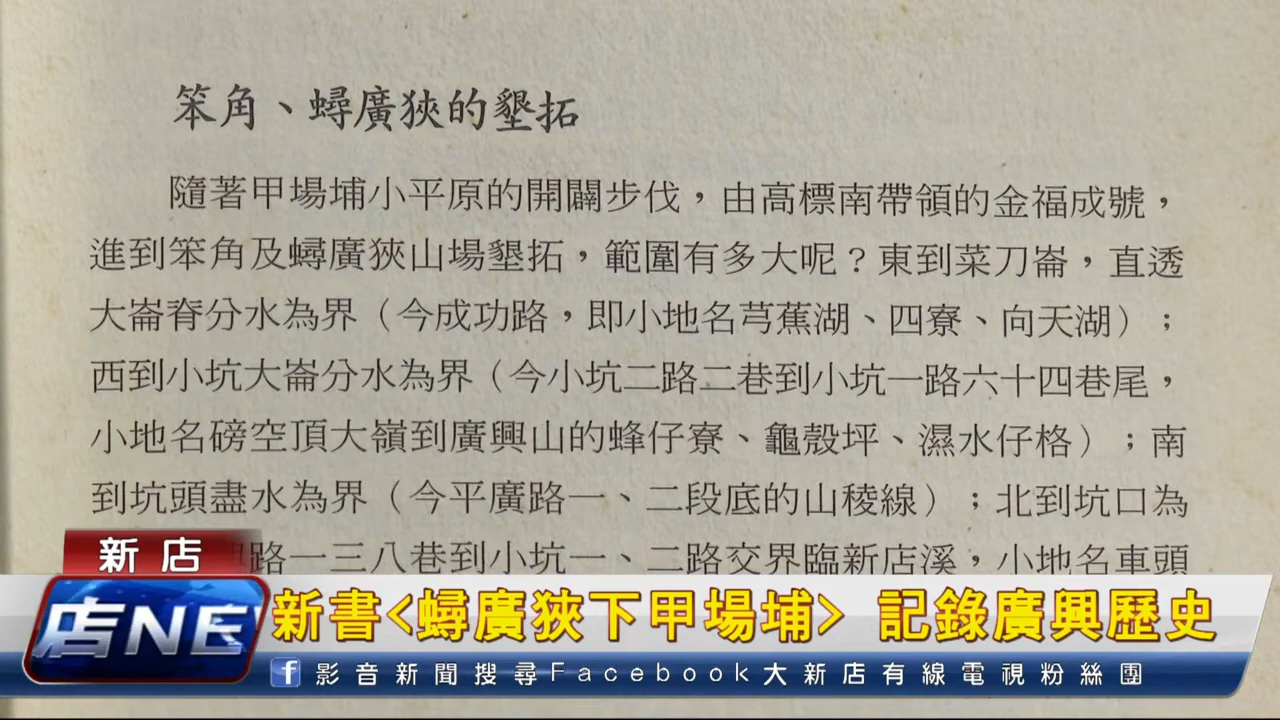 笨角、蟳廣狹的墾拓
隨著甲場埔小平原的開闢步伐，由高標南帶領的金福成號，
進到笨角及蟳廣狹山場墾拓，範圍有多大呢？東到菜刀崙，直透
大崙脊分水為界（今成功路，即小地名芎蕉湖、四寮、向天湖）；
西到小坑大崙分水為界（今小坑二路二巷到小坑一路六十四巷尾，
小地名磅空頂大嶺到廣興山的蜂仔寮、龜殼坪、濕水仔格）；南
到坑頭盡水為界（今平廣路一、二段底的山稜線）；北到坑口為
路一三八巷到小坑一、二路交界臨新店溪，小地名車頭
新店
店NE
新書<蟳廣狹下甲場埔> 記錄廣興歷史
影音新聞搜尋Facebook大新店有線電視粉絲團